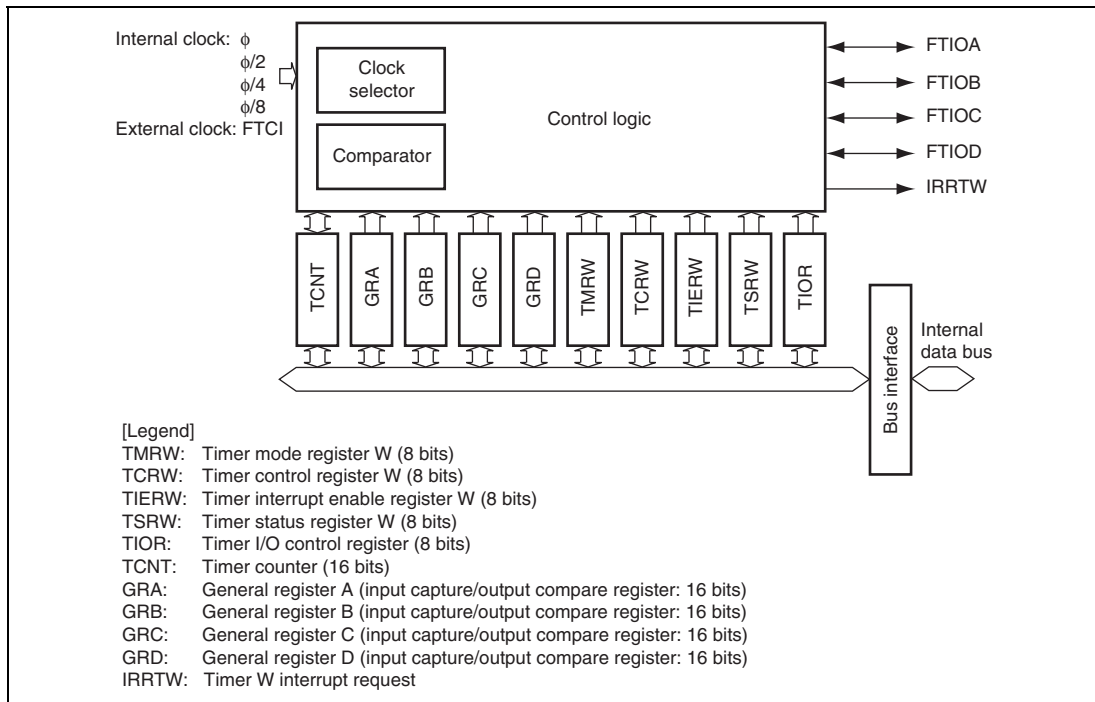 Internal clock: ϕ
ϕ/2
ϕ/4
ϕ/8
External clock: FTCI
Clock
selector
Comparator
Control logic
FTIOA
FTIOB
FTIOC
FTIOD
IRRTW
TCNT
GRA
GRB
GRC
GRD
TMRW
TCRW
TIERW
TSRW
TIOR
Bus interface
Internal
data bus
[Legend]
TMRW: Timer mode register W (8 bits)
TCRW: Timer control register W (8 bits)
TIERW: Timer interrupt enable register W (8 bits)
TSRW: Timer status register W (8 bits)
TIOR: Timer I/O control register (8 bits)
TCNT: Timer counter (16 bits)
GRA: General register A (input capture/output compare register: 16 bits)
GRB: General register B (input capture/output compare register: 16 bits)
GRC: General register C (input capture/output compare register: 16 bits)
GRD: General register D (input capture/output compare register: 16 bits)
IRRTW: Timer W interrupt request